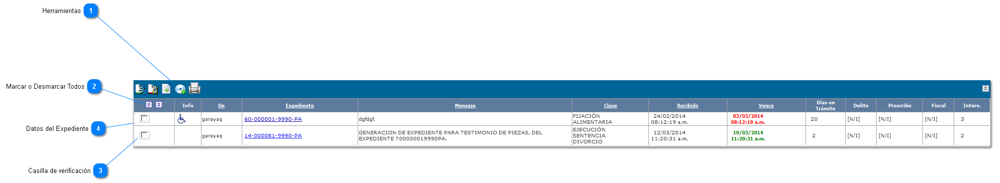 Herramientas 1
Marcar o Desmarcar Todos 2
Info De Expediente Mensaje Clase Recibido Vence Días en Trámite Delito Prescribe Fiscal Interv.
garayaq 60-000001-9990-PA dgfdgf. FIJACIÓN ALIMENTARIA 24/02/2014 08:12:19 a.m. 03/03/2014 08:12:19 a.m. 20 [N/I] [N/I] [N/I] 3
Datos del Expediente 4
garayaq 14-000081-9990-PA GENERACION DE EXPEDIENTE PARA TESTIMONIO DE PIEZAS, DEL EXPEDIENTE 700000019990PA. EJECUCIÓN SENTENCIA DIVORCIO 12/03/2014 11:20:31 a.m. 19/03/2014 11:20:31 a.m. 2 [N/I] [N/I] [N/I] 2
Casilla de verificación 3